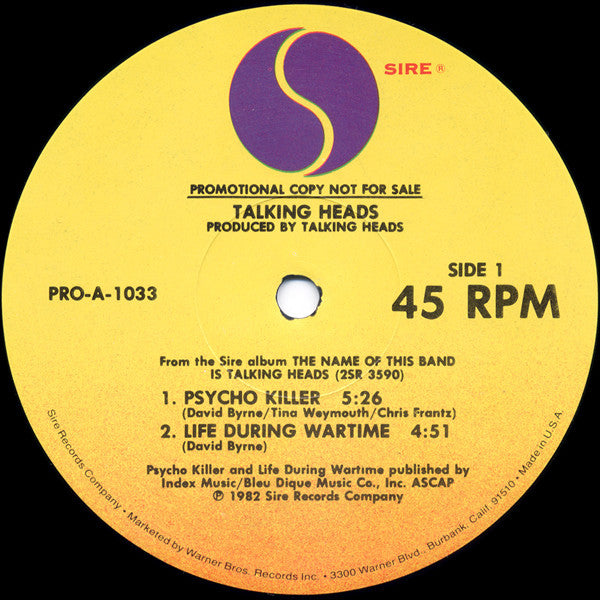 SIRE ®
PROMOTIONAL COPY NOT FOR SALE
TALKING HEADS
PRODUCED BY TALKING HEADS
SIDE 1
PRO-A-1033
45 RPM
From the Sire album THE NAME OF THIS BAND
IS TALKING HEADS (2SR 3590)
1. PSYCHO KILLER 5:26
(David Byrne/Tina Weymouth/Chris Frantz)
2. LIFE DURING WARTIME 4:51
(David Byrne)
Psycho Killer and Life During Wartime published by
Index Music/Bleu Dique Music Co., Inc. ASCAP
℗ 1982 Sire Records Company
Sire Records Company • Marketed by Warner Bros. Records Inc. • 3300 Warner Blvd., Burbank, Calif. 91510 • Made in U.S.A.